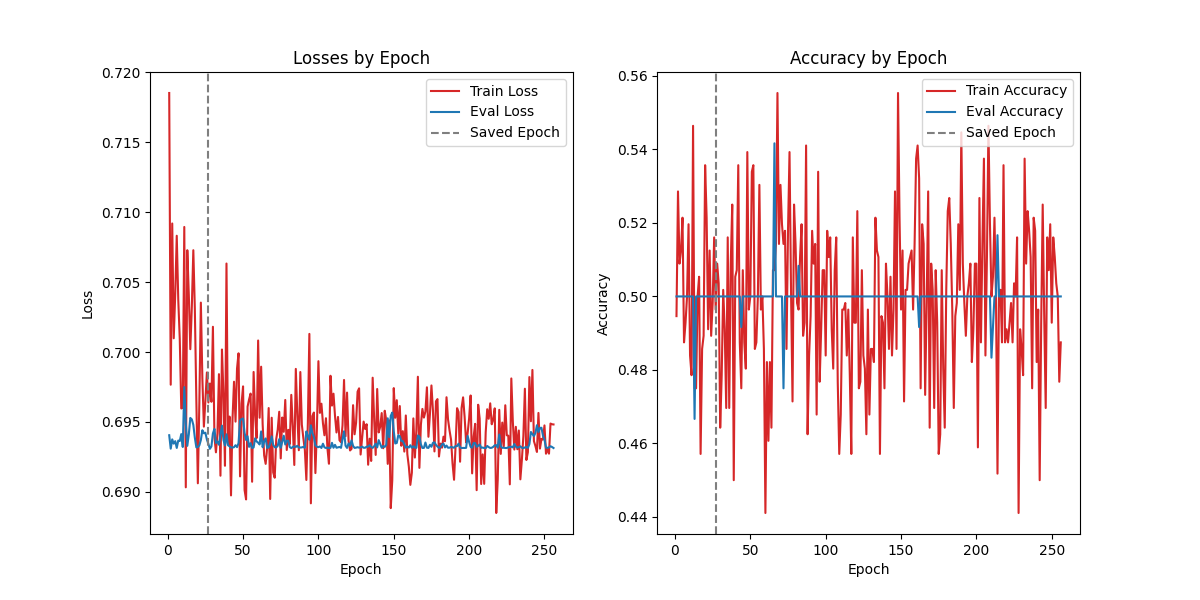 Losses by Epoch
0.720
0.715
0.710
0.705
0.700
0.695
0.690
Loss
0
50
100
150
200
250
Epoch
Train Loss
Eval Loss
Saved Epoch
Accuracy by Epoch
0.56
0.54
0.52
0.50
0.48
0.46
0.44
Accuracy
0
50
100
150
200
250
Epoch
Train Accuracy
Eval Accuracy
Saved Epoch